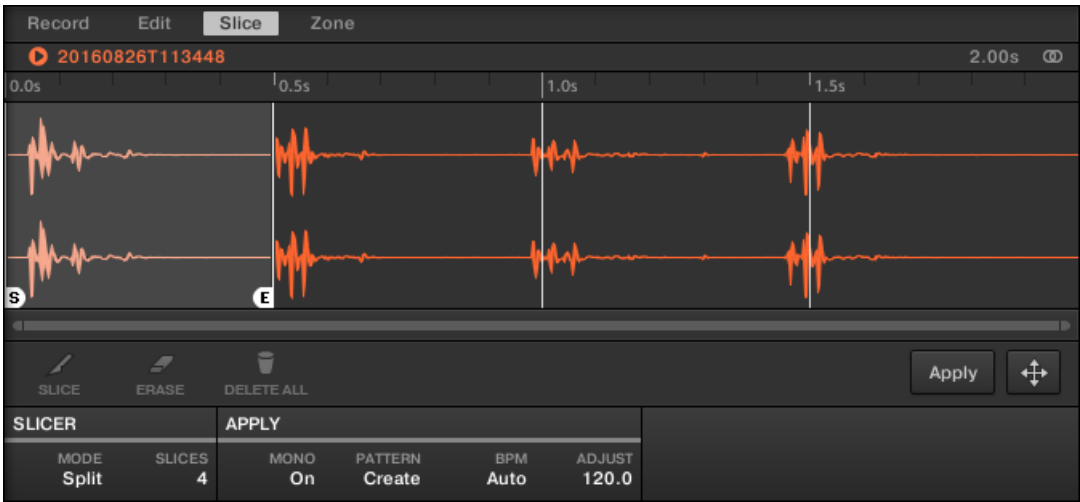 Record Edit Slice Zone
20160826T113448 2.00s
0.0s 0.5s 1.0s 1.5s
S E
SLICE ERASE DELETE ALL Apply
SLICER APPLY
MODE SLICES MONO PATTERN BPM ADJUST
Split 4 On Create Auto 120.0